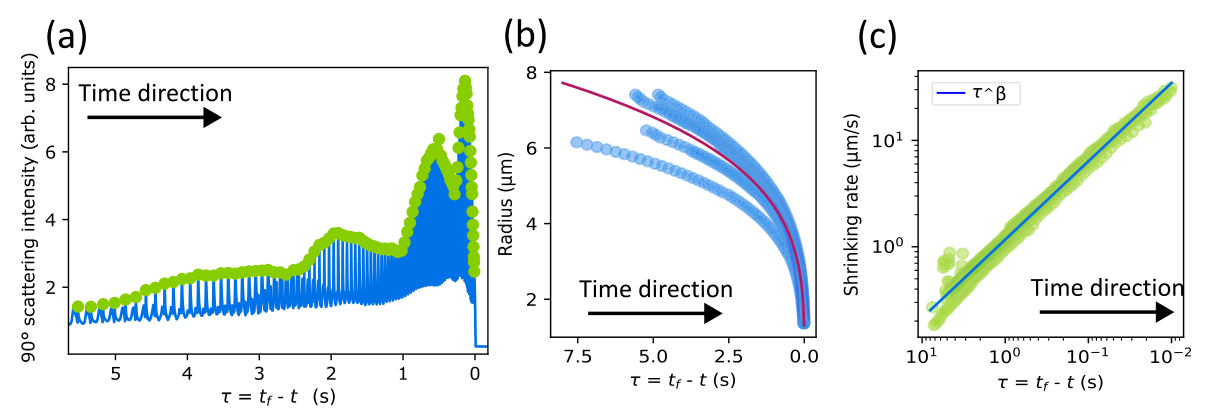 (a)
90° scattering intensity (arb. units)
8
6
4
2
Time direction
5 4 3 2 1 0
τ = t_f - t (s)
(b)
Radius (µm)
8
6
4
2
Time direction
7.5 5.0 2.5 0.0
τ = t_f - t (s)
(c)
Shrinking rate (µm/s)
10¹
10⁰
τ^β
Time direction
10¹ 10⁰ 10⁻¹ 10⁻²
τ = t_f - t (s)